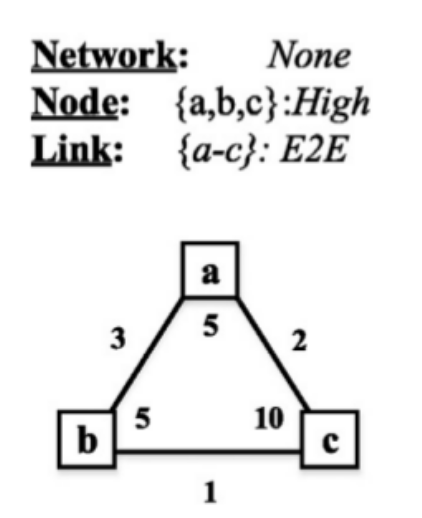 Network: None
Node: {a,b,c}:High
Link: {a-c}: E2E
a
3
5
2
b
5
10
c
1